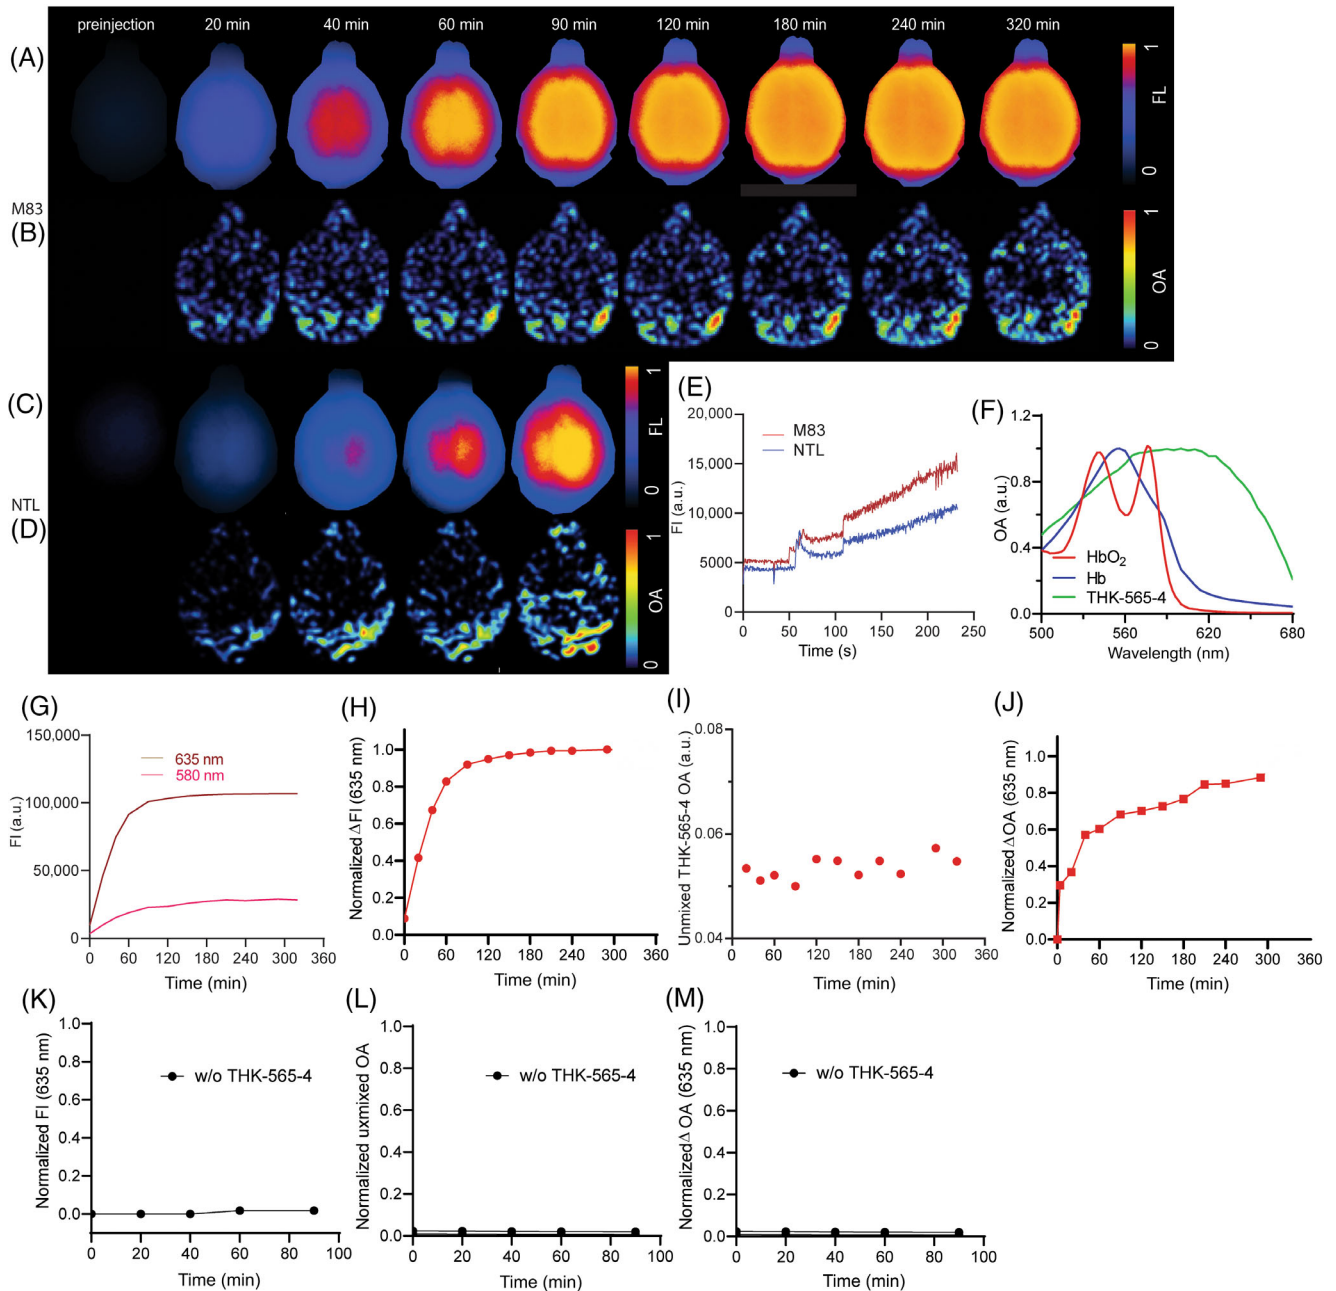 preinjection 20 min 40 min 60 min 90 min 120 min 180 min 240 min 320 min
(A)
1
FL
0
M83
(B)
1
OA
0
(C)
1
FL
0
NTL
(D)
1
OA
0
(E)
20,000
15,000
10,000
5000
0
FI (a.u.)
M83
NTL
0 50 100 150 200 250
Time (s)
(F)
1.2
0.8
0.4
0.0
OA (a.u.)
HbO2
Hb
THK-565-4
500 560 620 680
Wavelength (nm)
(G)
150,000
100,000
50,000
0
FI (a.u.)
635 nm
580 nm
0 60 120 180 240 300 360
Time (min)
(H)
1.0
0.8
0.6
0.4
0.2
0.0
Normalized ΔFI (635 nm)
0 60 120 180 240 300 360
Time (min)
(I)
0.08
0.06
0.04
Unmixed THK-565-4 OA (a.u.)
0 60 120 180 240 300 360
Time (min)
(J)
1.0
0.8
0.6
0.4
0.2
0.0
Normalized ΔOA (635 nm)
0 60 120 180 240 300 360
Time (min)
(K)
1.0
0.8
0.6
0.4
0.2
0.0
Normalized FI (635 nm)
w/o THK-565-4
0 20 40 60 80 100
Time (min)
(L)
1.0
0.8
0.6
0.4
0.2
0.0
Normalized uxmixed OA
w/o THK-565-4
0 20 40 60 80 100
Time (min)
(M)
1.0
0.8
0.6
0.4
0.2
0.0
Normalized Δ OA (635 nm)
w/o THK-565-4
0 20 40 60 80 100
Time (min)